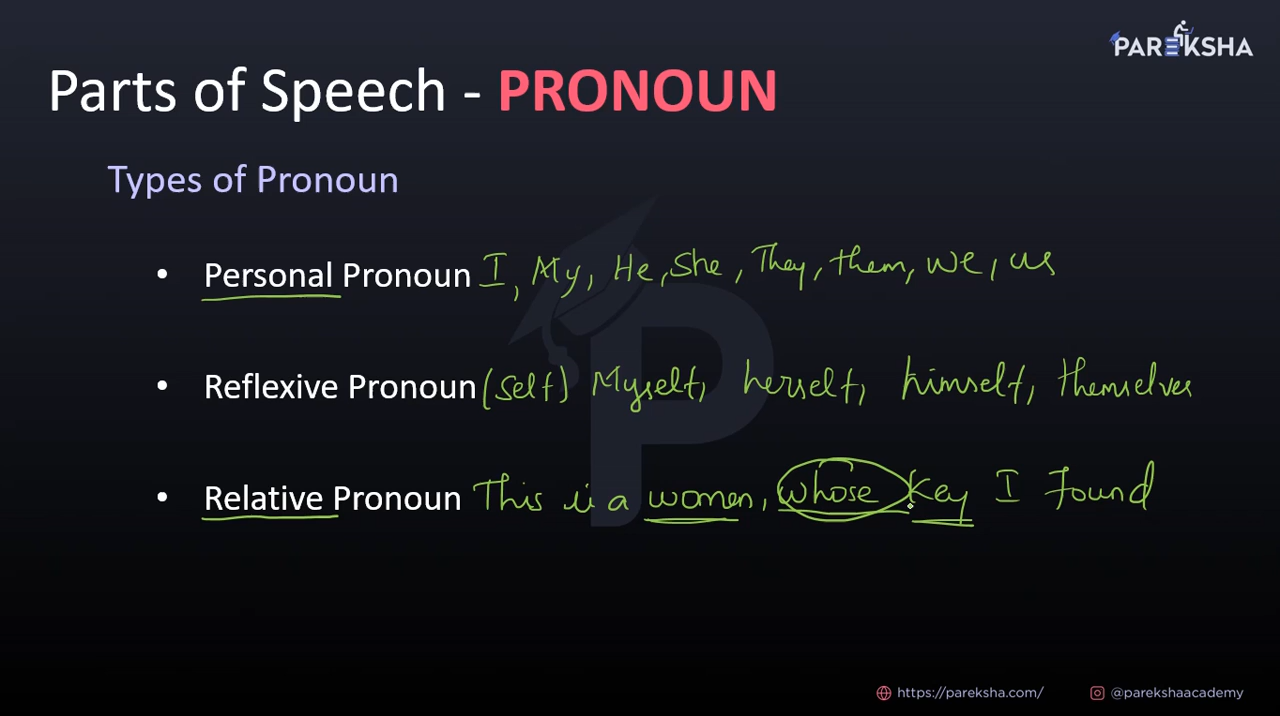 PAREKSHA
Parts of Speech - PRONOUN
Types of Pronoun
• Personal Pronoun I, My, He, She, They, them, we, us
• Reflexive Pronoun (self) Myself, herself, himself, themselves
• Relative Pronoun This is a women, whose key I Found
https://pareksha.com/ @parekshaacademy